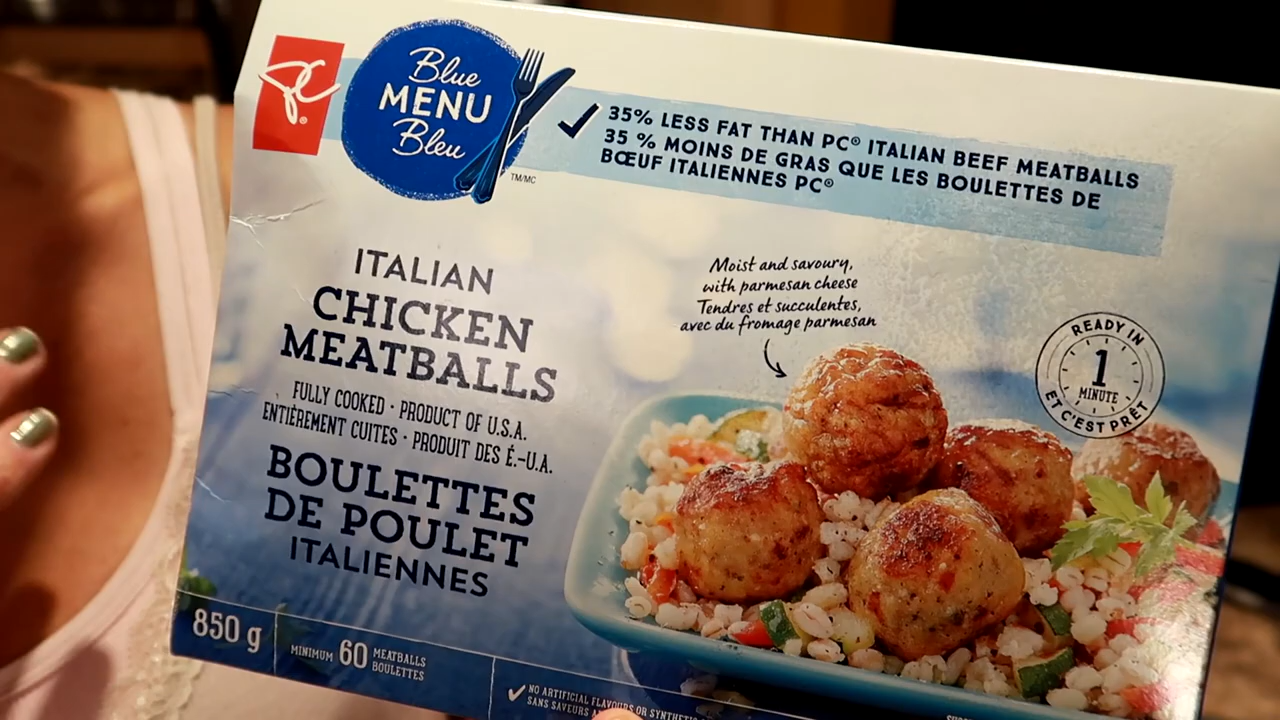 PC®
Blue
MENU
Bleu
TM/MC
35% LESS FAT THAN PC® ITALIAN BEEF MEATBALLS
35 % MOINS DE GRAS QUE LES BOULETTES DE
BŒUF ITALIENNES PC®
ITALIAN
CHICKEN
MEATBALLS
FULLY COOKED • PRODUCT OF U.S.A.
ENTIÈREMENT CUITES • PRODUIT DES É.-U.A.
BOULETTES
DE POULET
ITALIENNES
Moist and savoury,
with parmesan cheese
Tendres et succulentes,
avec du fromage parmesan
READY IN
1
MINUTE
ET C'EST PRÊT
850 g
MINIMUM 60 MEATBALLS
BOULETTES
NO ARTIFICIAL FLAVOURS OR
SANS SAVEURS